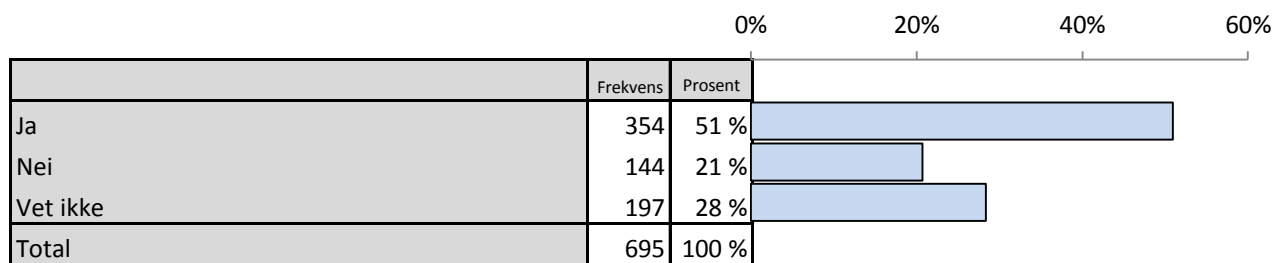 0% 20% 40% 60%
Frekvens Prosent
Ja 354 51 %
Nei 144 21 %
Vet ikke 197 28 %
Total 695 100 %